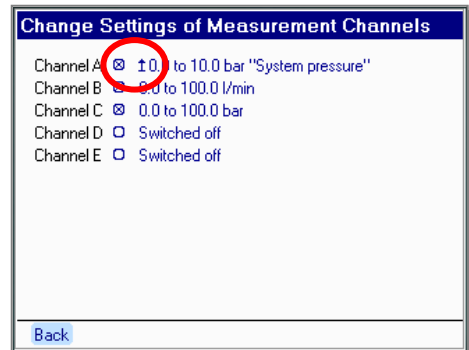 Change Settings of Measurement Channels
Channel A ⊠ ↥0.0 to 10.0 bar "System pressure"
Channel B ⊠ 0.0 to 100.0 l/min
Channel C ⊠ 0.0 to 100.0 bar
Channel D Switched off
Channel E Switched off
Back